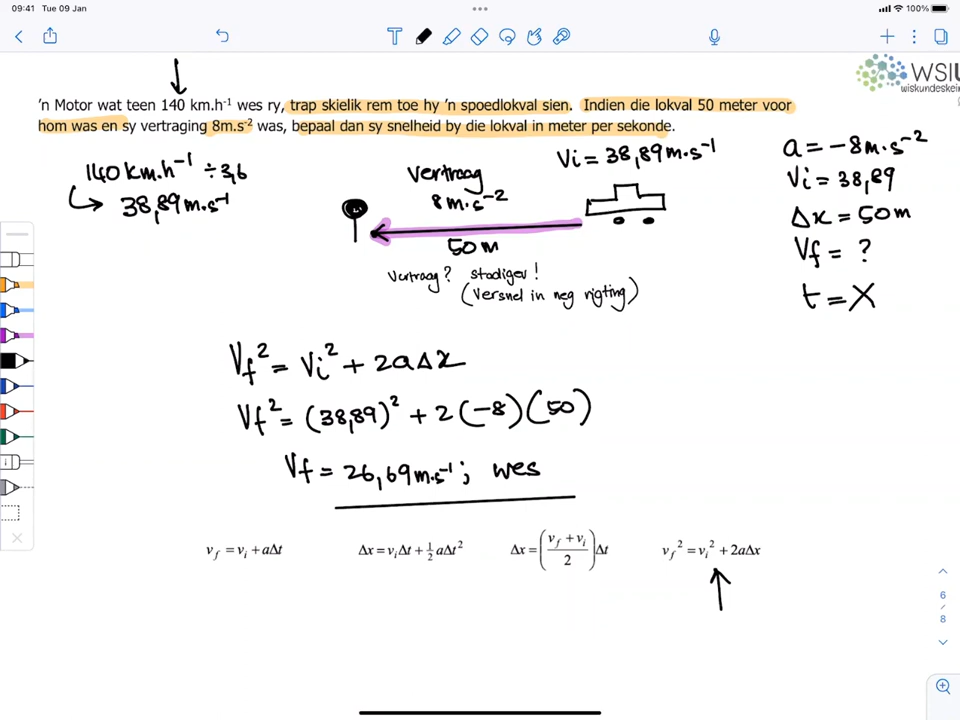 09:41 Tue 09 Jan
100%
WSIU
wiskundeskein
'n Motor wat teen 140 km.h⁻¹ wes ry, trap skielik rem toe hy 'n spoedlokval sien. Indien die lokval 50 meter voor
hom was en sy vertraging 8m.s⁻² was, bepaal dan sy snelheid by die lokval in meter per sekonde.
140 km.h⁻¹ ÷ 3,6
38,89 m.s⁻¹
Vertraag
8 m.s⁻²
50 m
Vertraag? stadiger!
(Versnel in neg rigting)
Vi = 38,89 m.s⁻¹
a = -8 m.s⁻²
Vi = 38,89
Δx = 50 m
Vf = ?
t = X
Vf² = Vi² + 2aΔx
Vf² = (38,89)² + 2(-8)(50)
Vf = 26,69 m.s⁻¹; wes
v_f = v_i + aΔt
Δx = v_iΔt + ½aΔt²
Δx = ((v_f + v_i)/2)Δt
v_f² = v_i² + 2aΔx
6
/
8